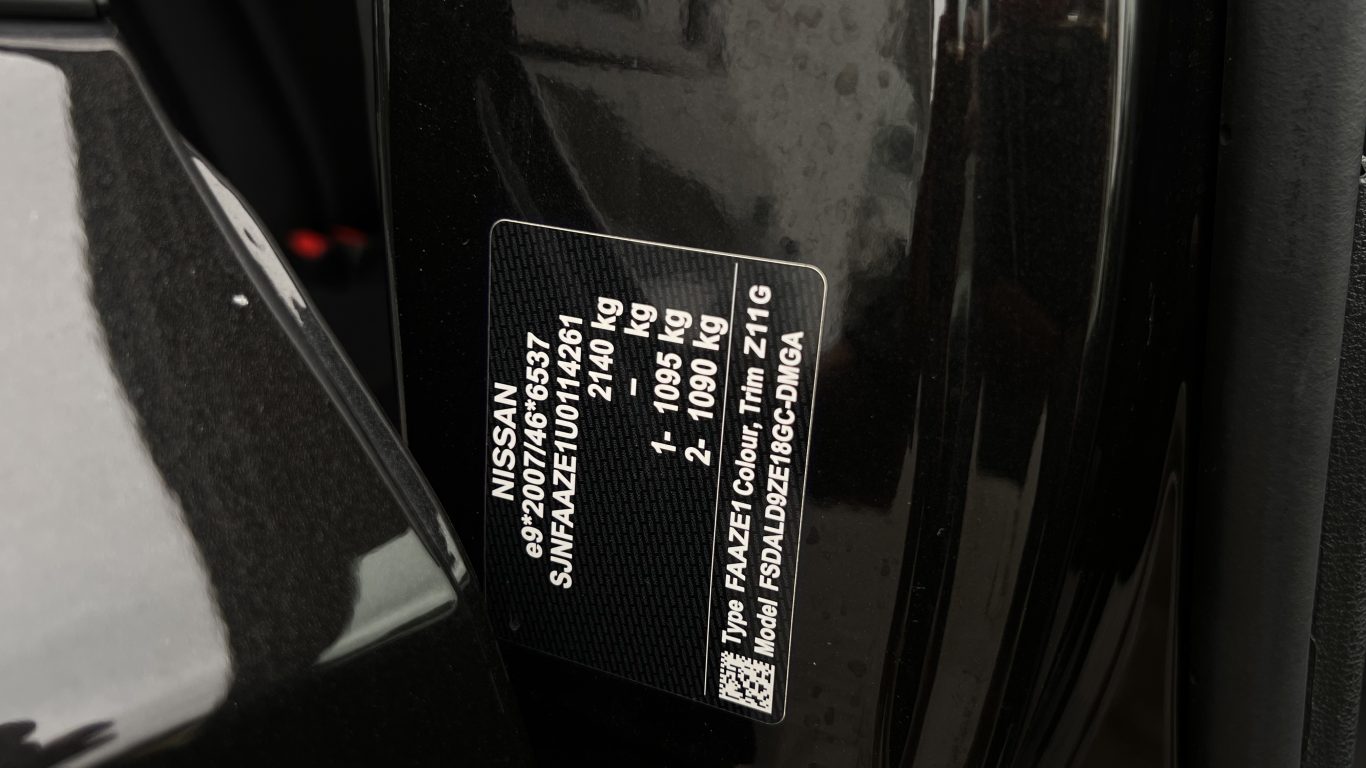 NISSAN
e9*2007/46*6537
SJNFAAZE1U0114261
2140 kg
– kg
1- 1095 kg
2- 1090 kg
Type FAAZE1 Colour, Trim Z11 G
Model FSDALD9ZE18GC-DMGA